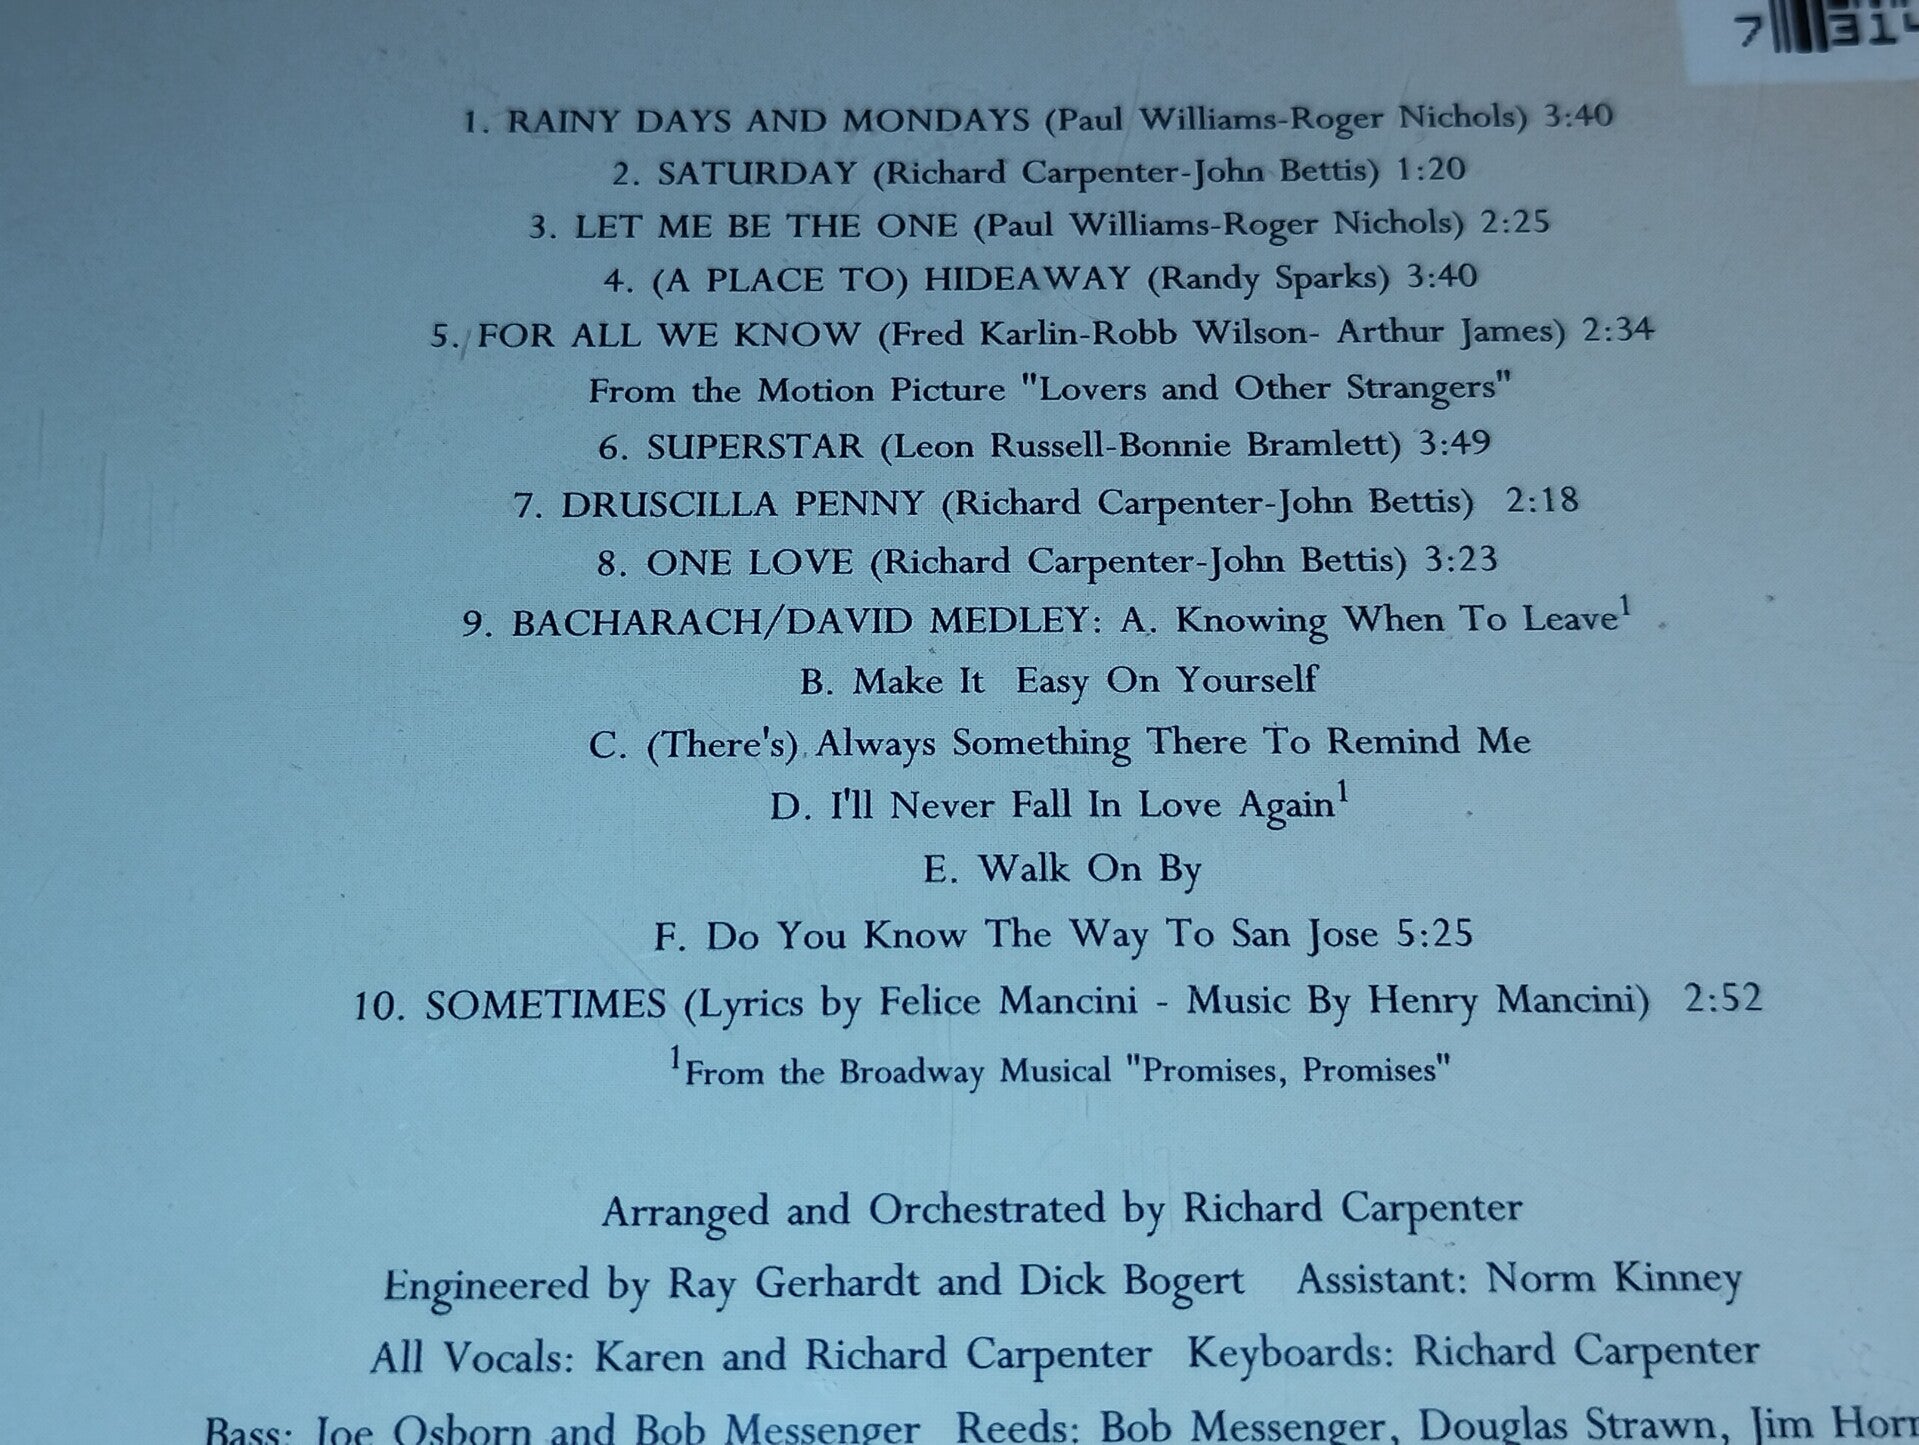 7 314
1. RAINY DAYS AND MONDAYS (Paul Williams-Roger Nichols) 3:40
2. SATURDAY (Richard Carpenter-John Bettis) 1:20
3. LET ME BE THE ONE (Paul Williams-Roger Nichols) 2:25
4. (A PLACE TO) HIDEAWAY (Randy Sparks) 3:40
5. FOR ALL WE KNOW (Fred Karlin-Robb Wilson- Arthur James) 2:34
From the Motion Picture "Lovers and Other Strangers"
6. SUPERSTAR (Leon Russell-Bonnie Bramlett) 3:49
7. DRUSCILLA PENNY (Richard Carpenter-John Bettis) 2:18
8. ONE LOVE (Richard Carpenter-John Bettis) 3:23
9. BACHARACH/DAVID MEDLEY: A. Knowing When To Leave¹
B. Make It Easy On Yourself
C. (There's) Always Something There To Remind Me
D. I'll Never Fall In Love Again¹
E. Walk On By
F. Do You Know The Way To San Jose 5:25
10. SOMETIMES (Lyrics by Felice Mancini - Music By Henry Mancini) 2:52
¹From the Broadway Musical "Promises, Promises"
Arranged and Orchestrated by Richard Carpenter
Engineered by Ray Gerhardt and Dick Bogert Assistant: Norm Kinney
All Vocals: Karen and Richard Carpenter Keyboards: Richard Carpenter
Bass: Joe Osborn and Bob Messenger Reeds: Bob Messenger, Douglas Strawn, Jim Horn